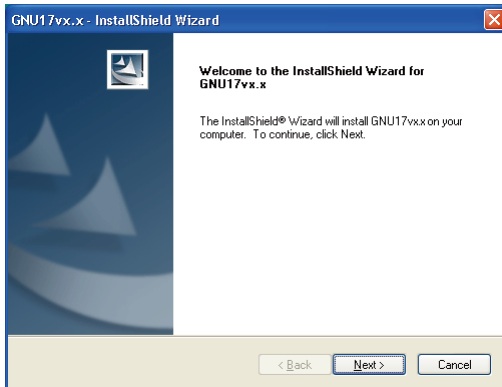 GNU17vx.x - InstallShield Wizard
Welcome to the InstallShield Wizard for
GNU17vx.x
The InstallShield® Wizard will install GNU17vx.x on your
computer. To continue, click Next.
< Back
Next >
Cancel